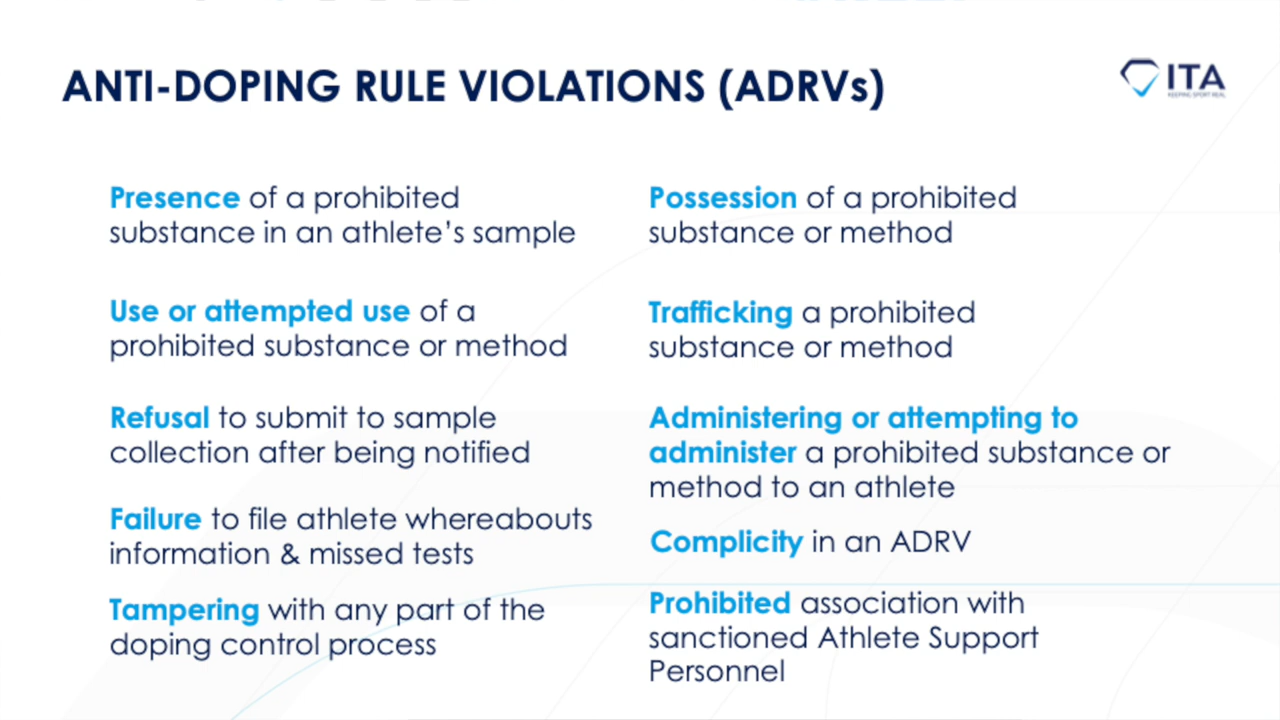 ANTI-DOPING RULE VIOLATIONS (ADRVs)
ITA
KEEPING SPORT REAL
Presence of a prohibited
substance in an athlete's sample
Use or attempted use of a
prohibited substance or method
Refusal to submit to sample
collection after being notified
Failure to file athlete whereabouts
information & missed tests
Tampering with any part of the
doping control process
Possession of a prohibited
substance or method
Trafficking a prohibited
substance or method
Administering or attempting to
administer a prohibited substance or
method to an athlete
Complicity in an ADRV
Prohibited association with
sanctioned Athlete Support
Personnel